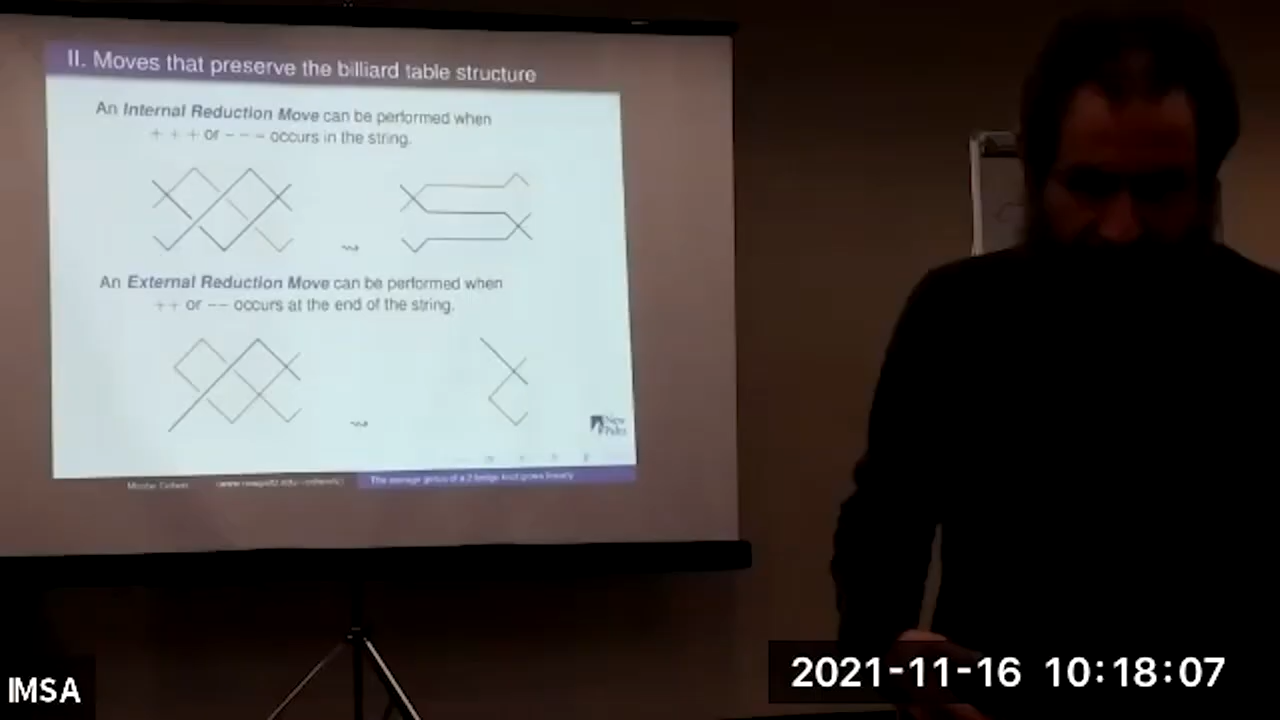 II. Moves that preserve the billiard table structure
An Internal Reduction Move can be performed when
+ + + or - - - occurs in the string.
An External Reduction Move can be performed when
++ or -- occurs at the end of the string.
New
Paltz
The average genus of a 2-bridge knot grows linearly
IMSA
2021-11-16 10:18:07